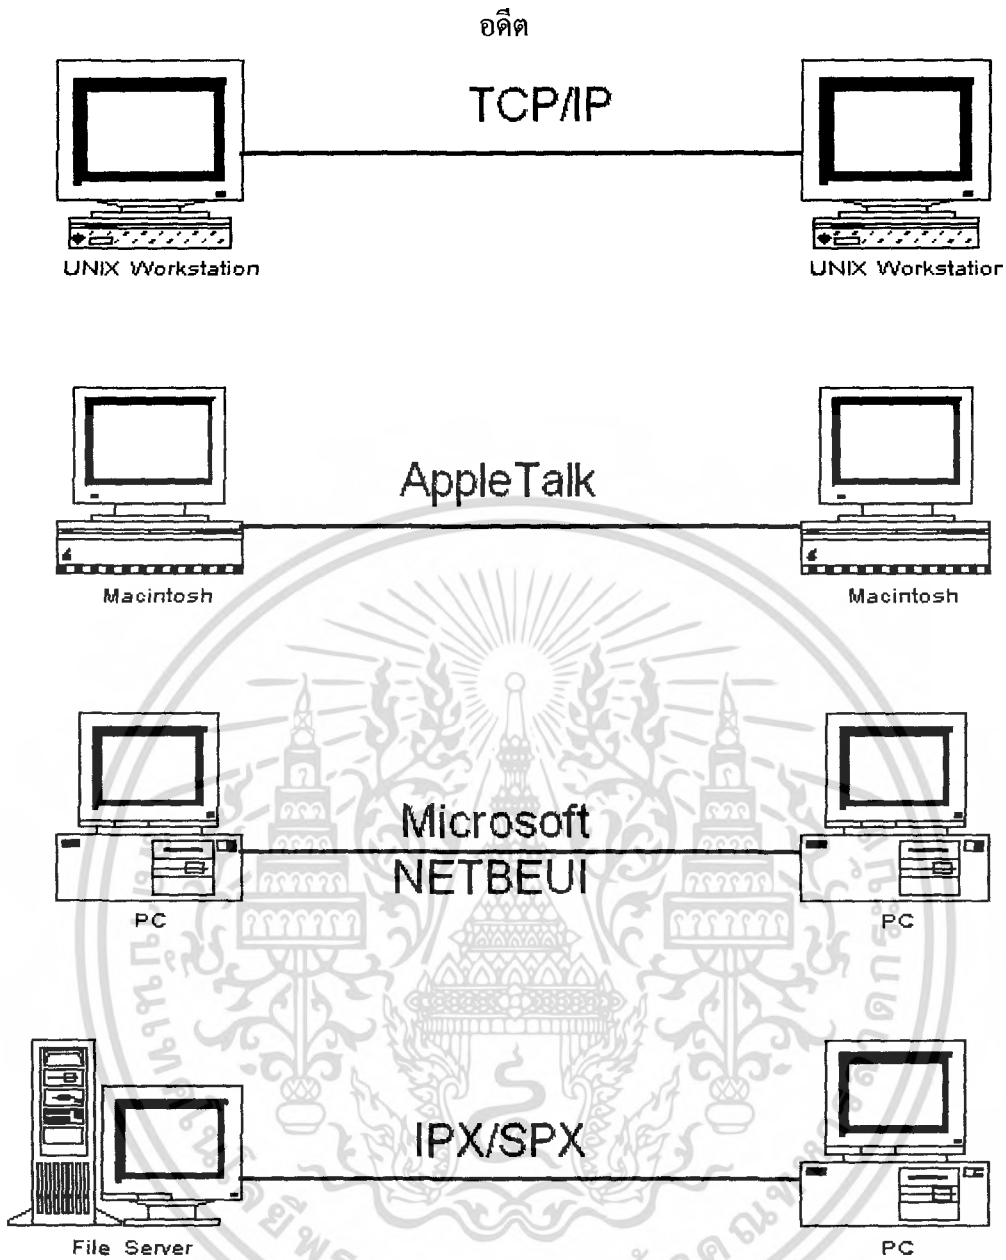 อดีต
TCP/IP
UNIX Workstation UNIX Workstation
AppleTalk
Macintosh Macintosh
Microsoft
NETBEUI
PC PC
IPX/SPX
File Server PC